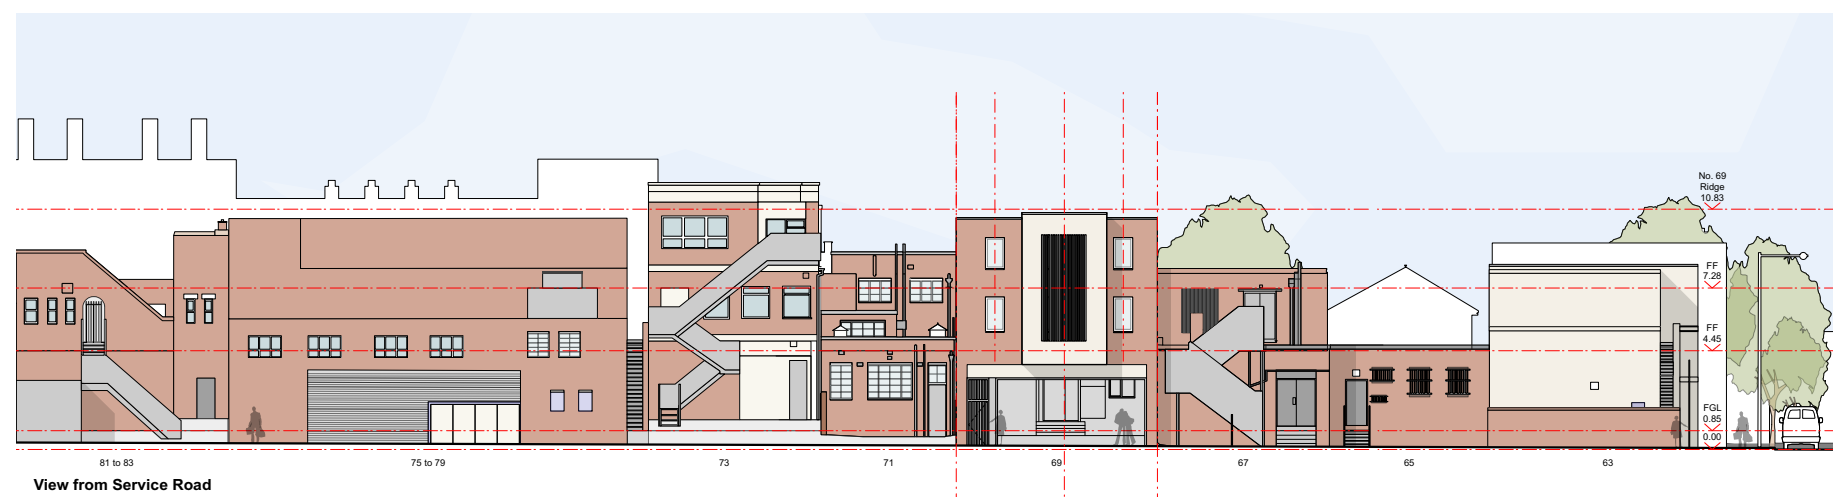 No. 69
Ridge
10.83
FF
7.28
FF
4.45
FGL
0.85
0.00
81 to 83
75 to 79
73
71
69
67
65
63
View from Service Road